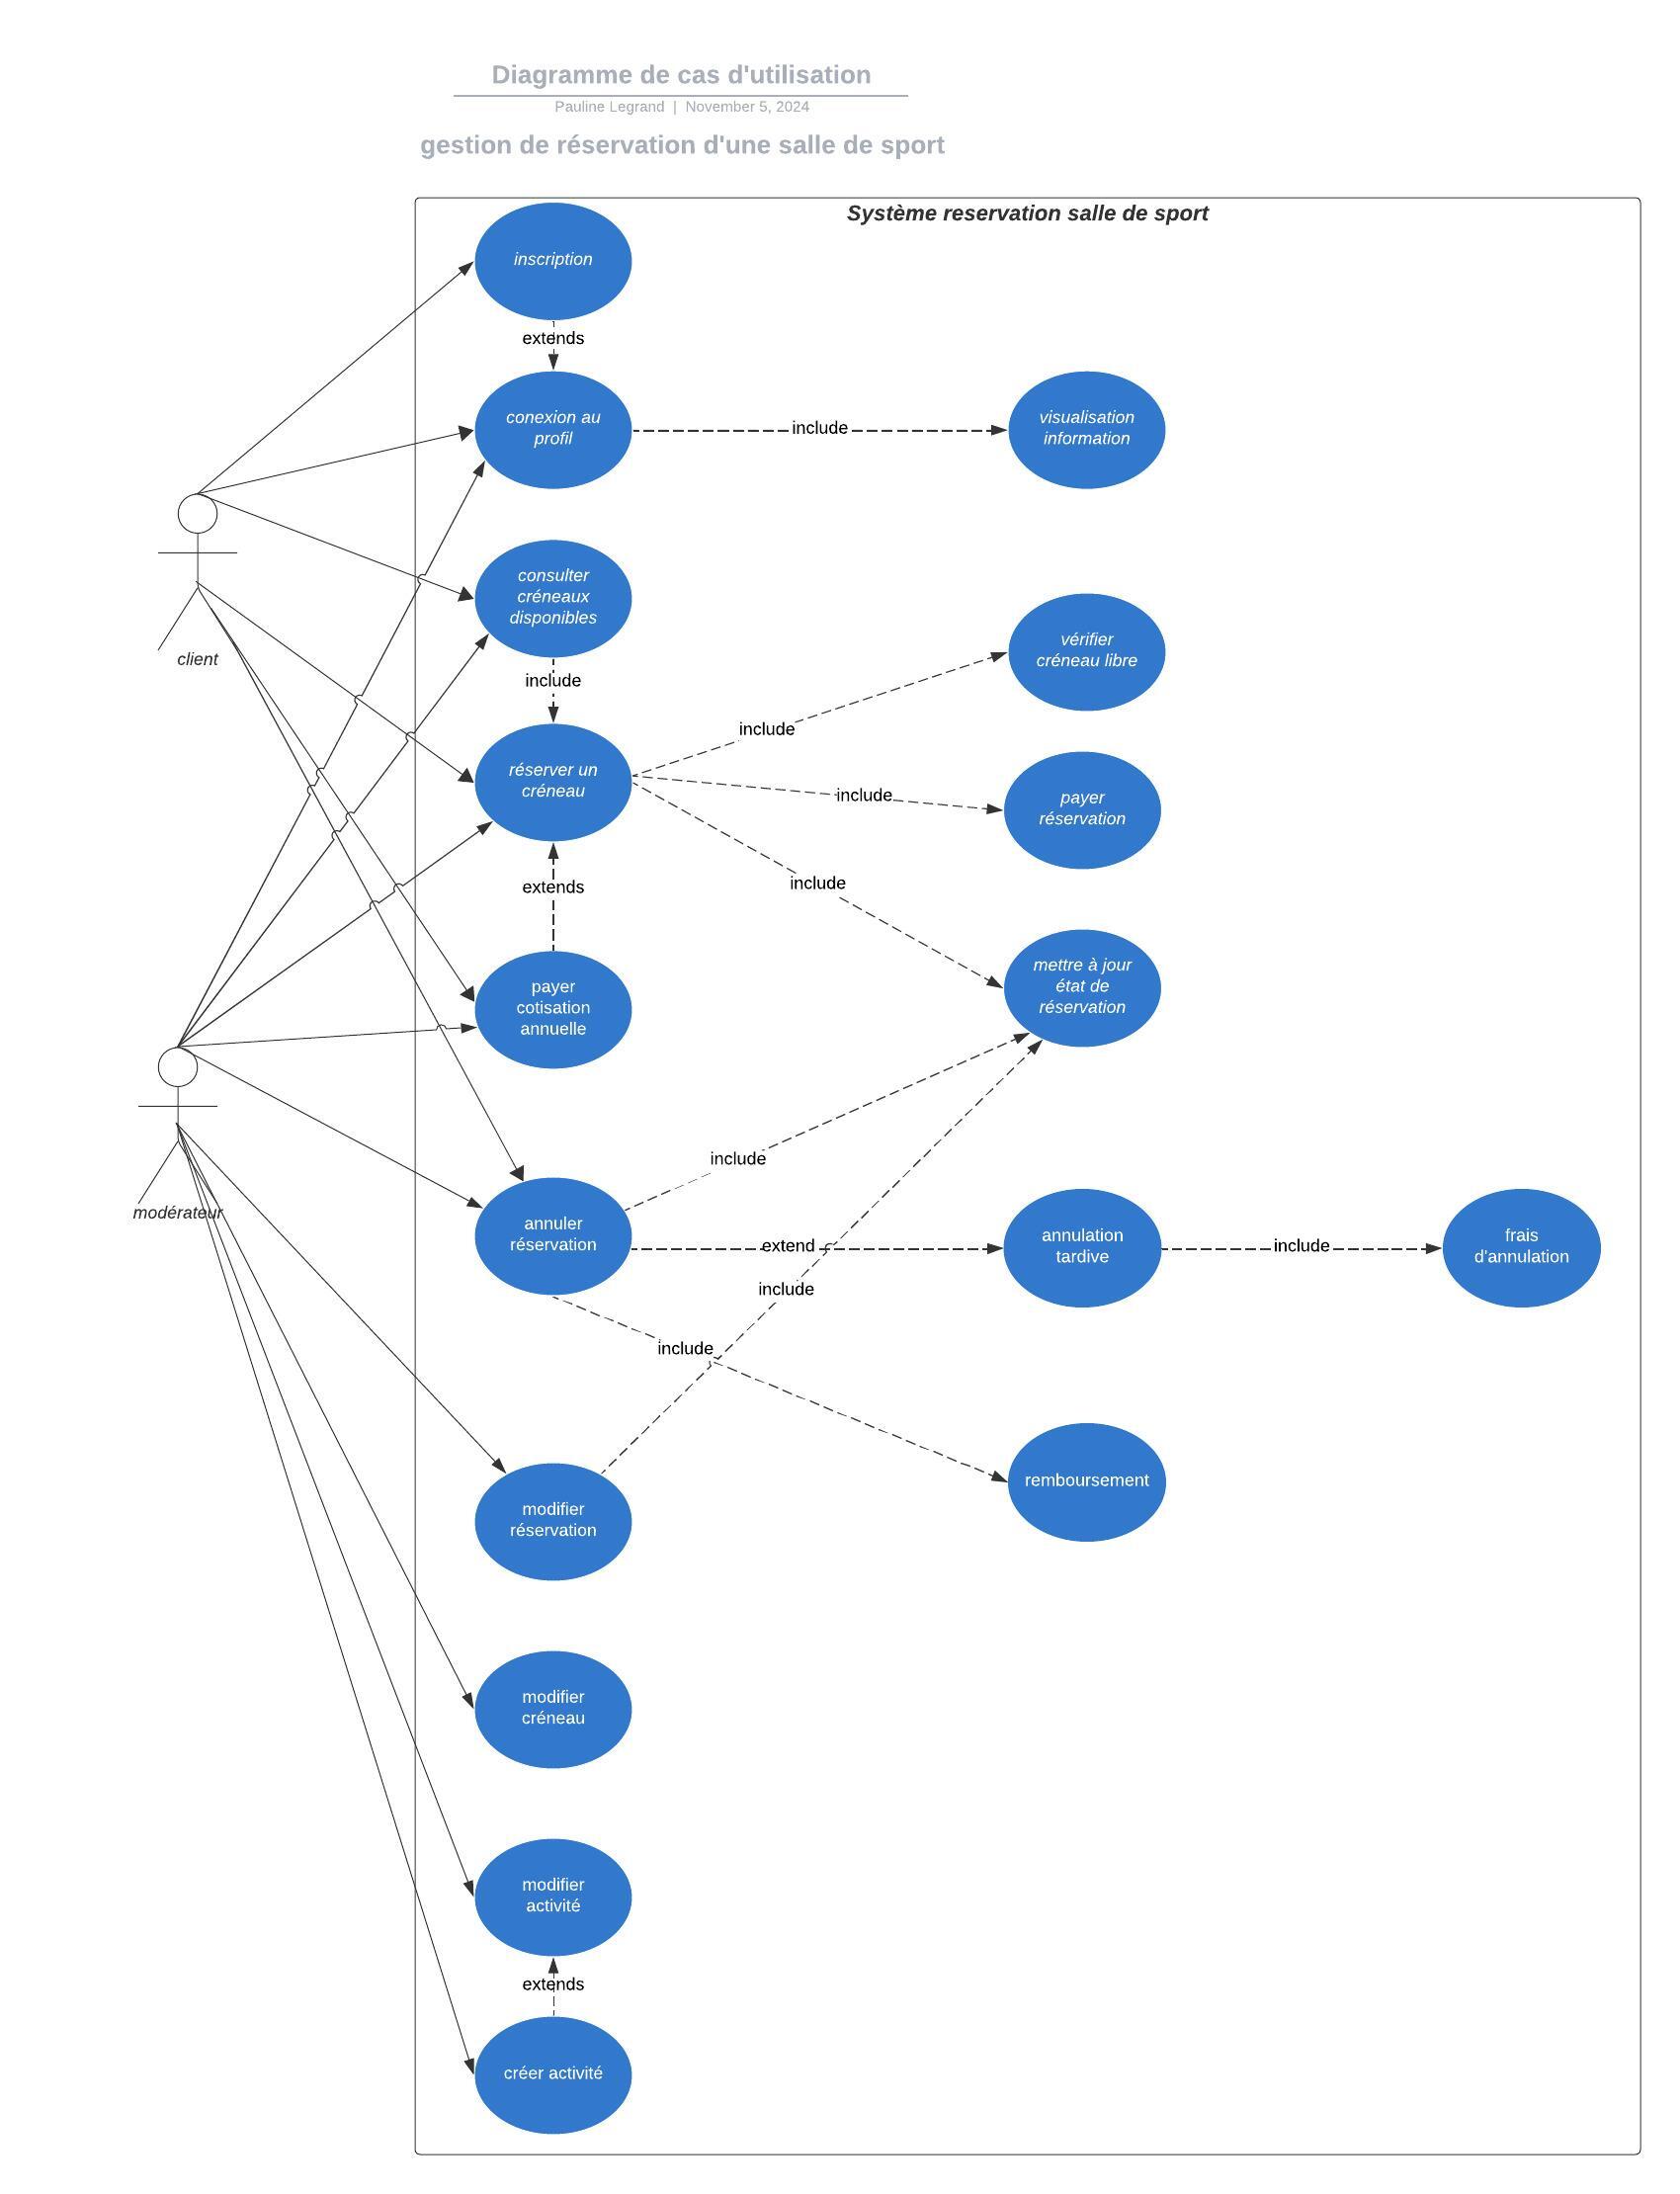 Diagramme de cas d'utilisation
Pauline Legrand | November 5, 2024
gestion de réservation d'une salle de sport
Système reservation salle de sport
inscription
extends
conexion au
profil
include
visualisation
information
consulter
créneaux
disponibles
client
include
vérifier
créneau libre
include
réserver un
créneau
include
payer
réservation
include
extends
mettre à jour
état de
réservation
payer
cotisation
annuelle
include
modérateur
annuler
réservation
extend
annulation
tardive
include
frais
d'annulation
include
include
remboursement
modifier
réservation
modifier
créneau
modifier
activité
extends
créer activité